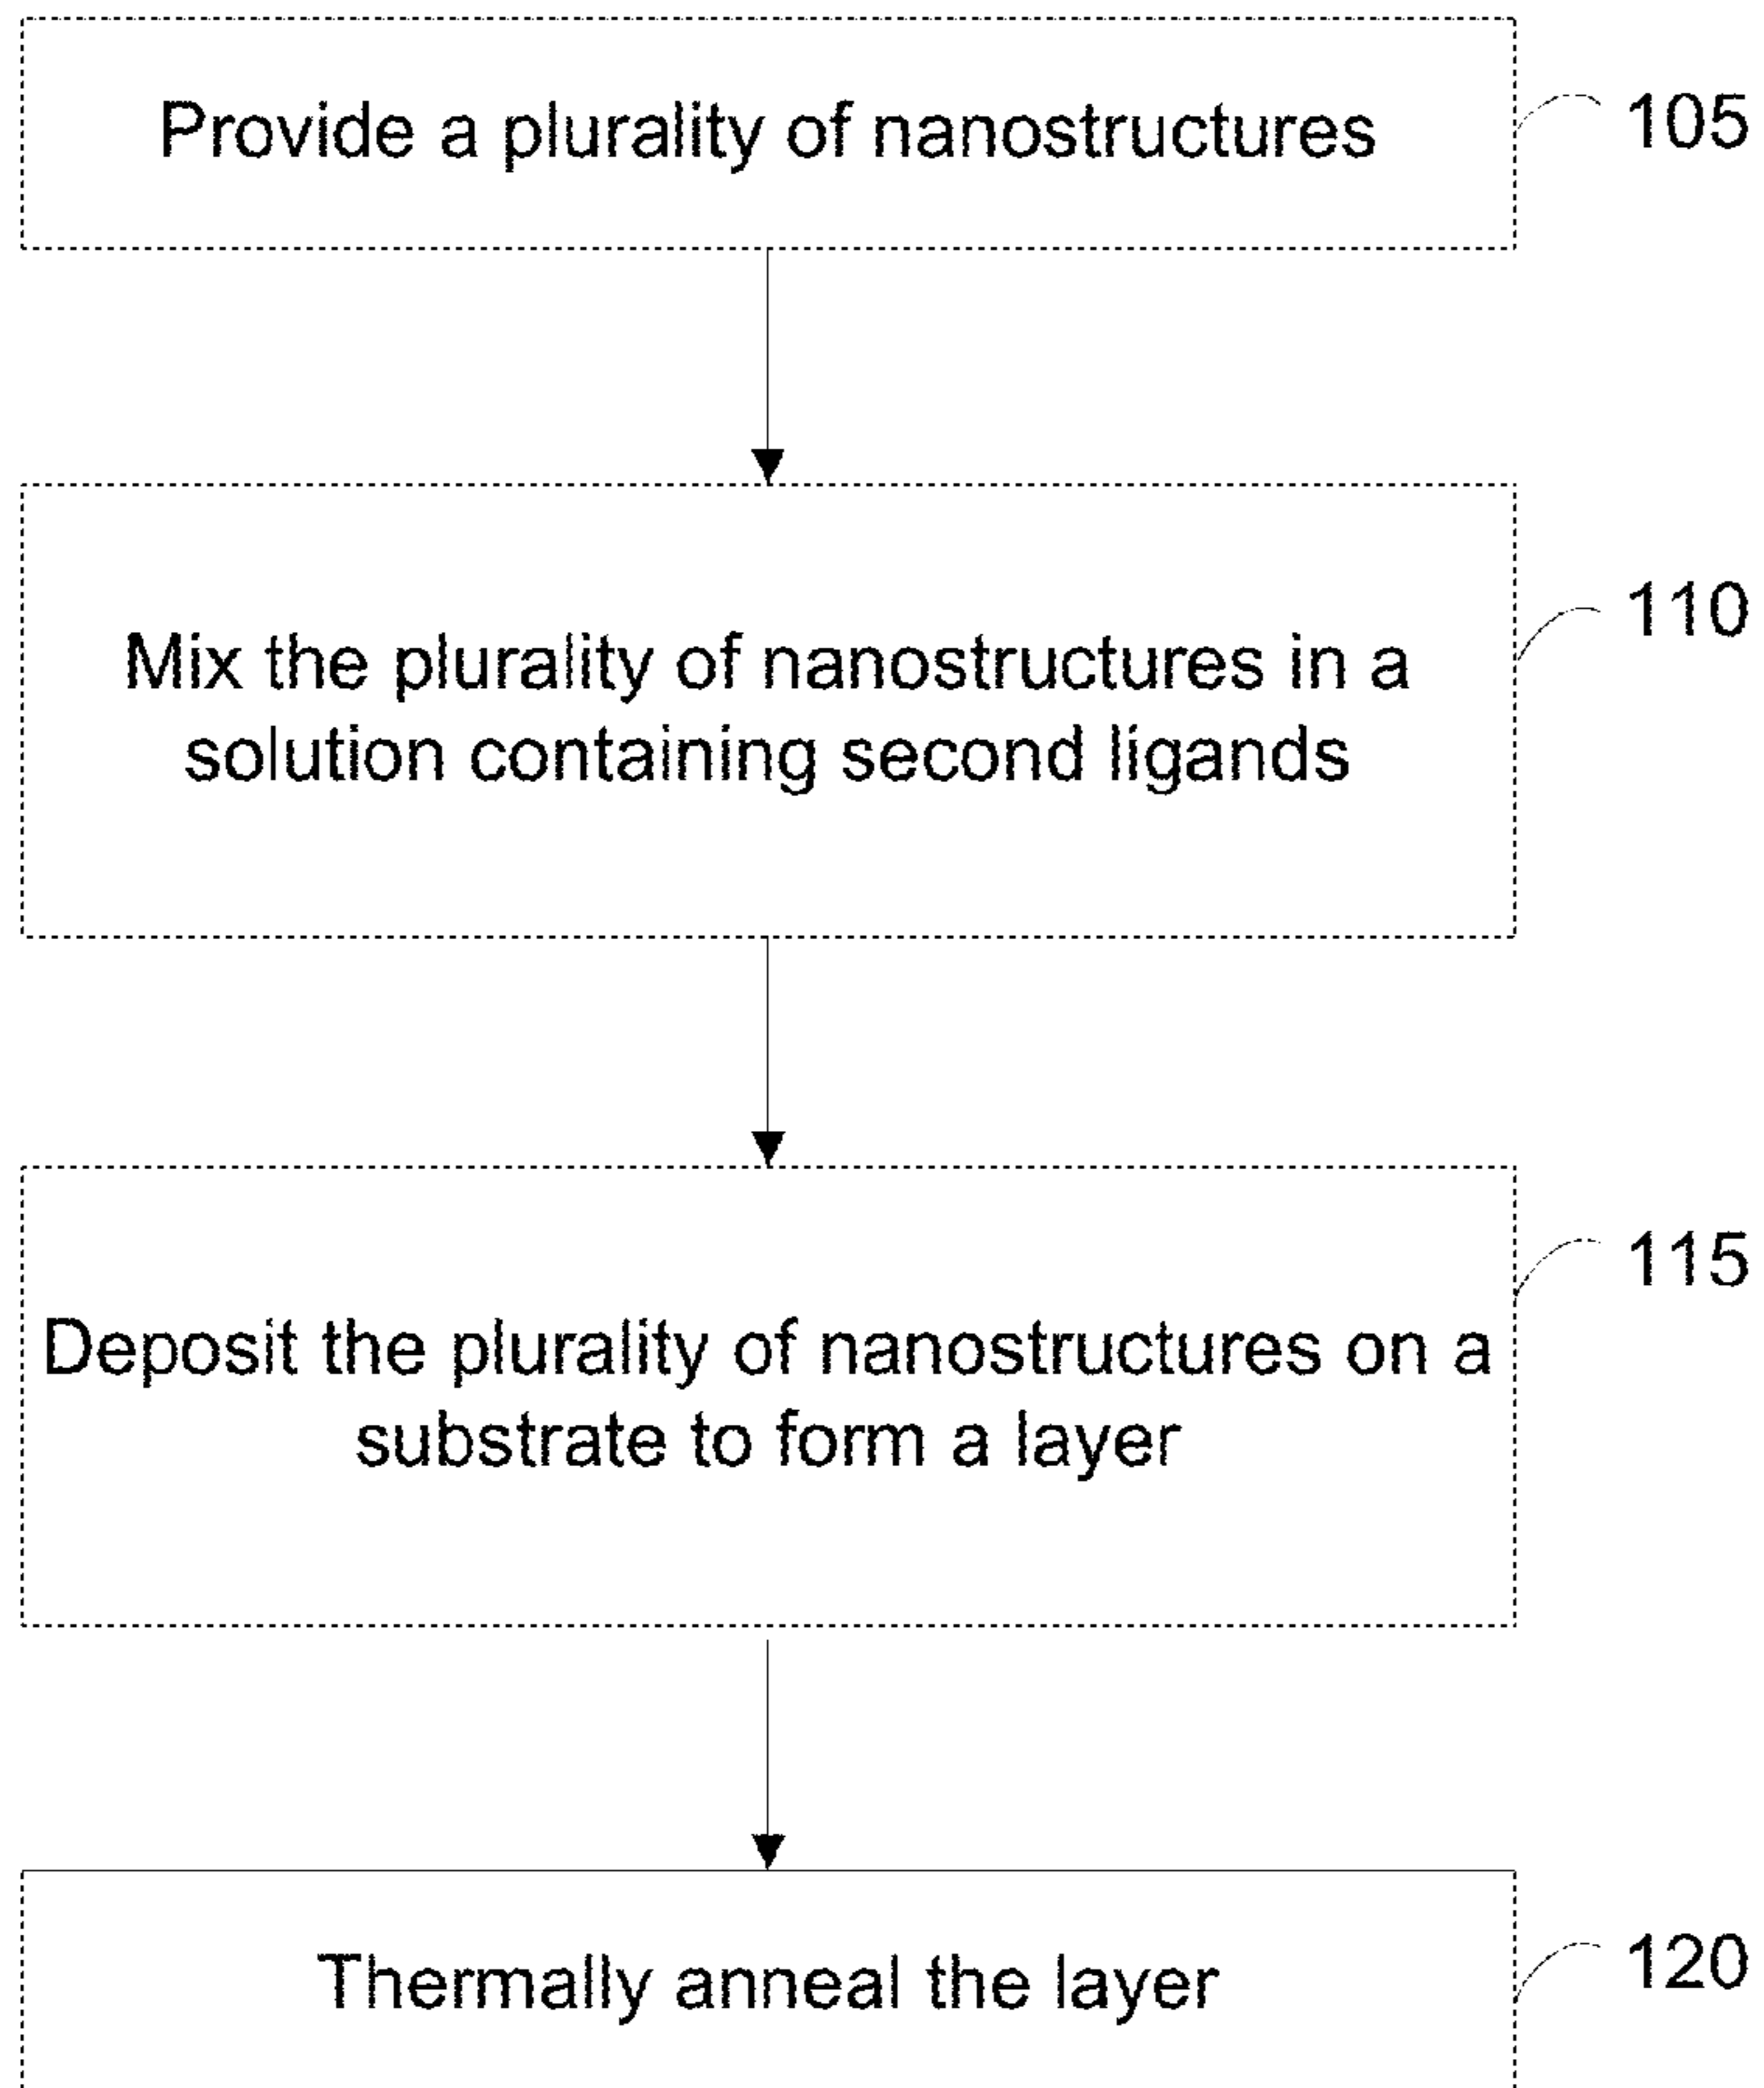 Provide a plurality of nanostructures
105
Mix the plurality of nanostructures in a
solution containing second ligands
110
Deposit the plurality of nanostructures on a
substrate to form a layer
115
Thermally anneal the layer
120